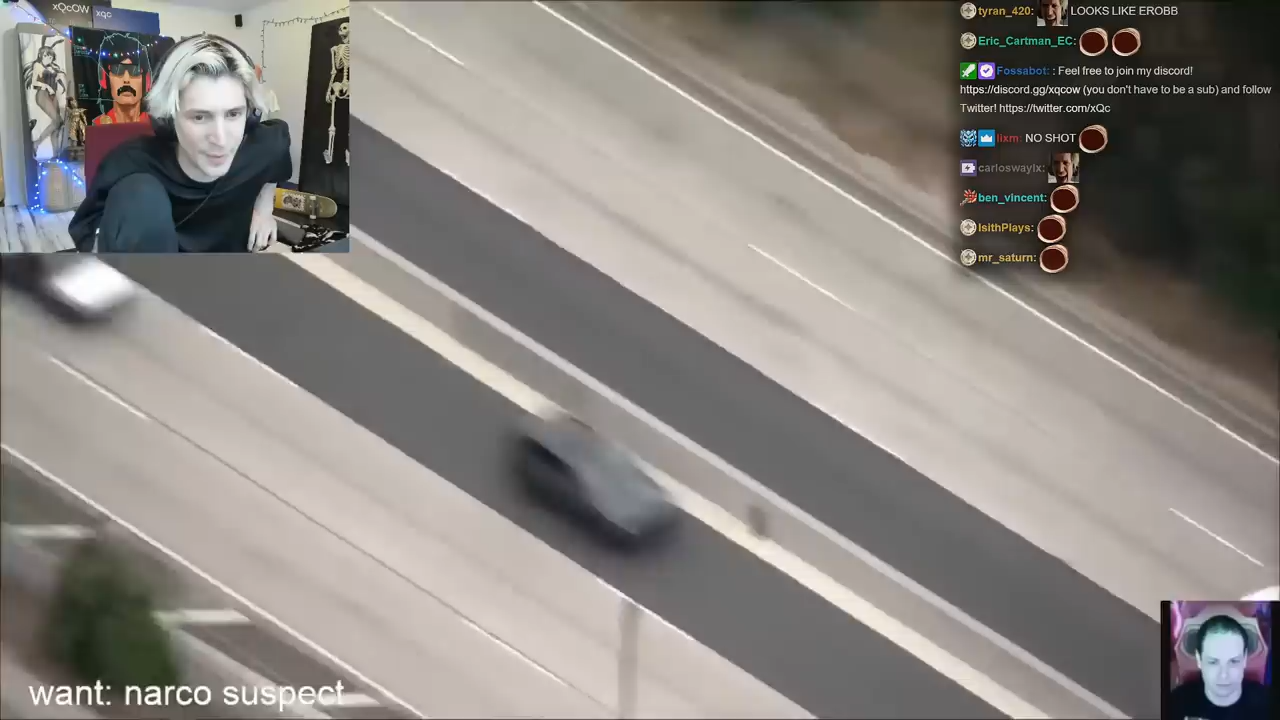 xQcOW
xqc
tyran_420: LOOKS LIKE EROBB
Eric_Cartman_EC:
Fossabot: : Feel free to join my discord!
https://discord.gg/xqcow (you don't have to be a sub) and follow
Twitter! https://twitter.com/xQc
lixm: NO SHOT
carloswaylx:
ben_vincent:
IsithPlays:
mr_saturn:
want: narco suspect